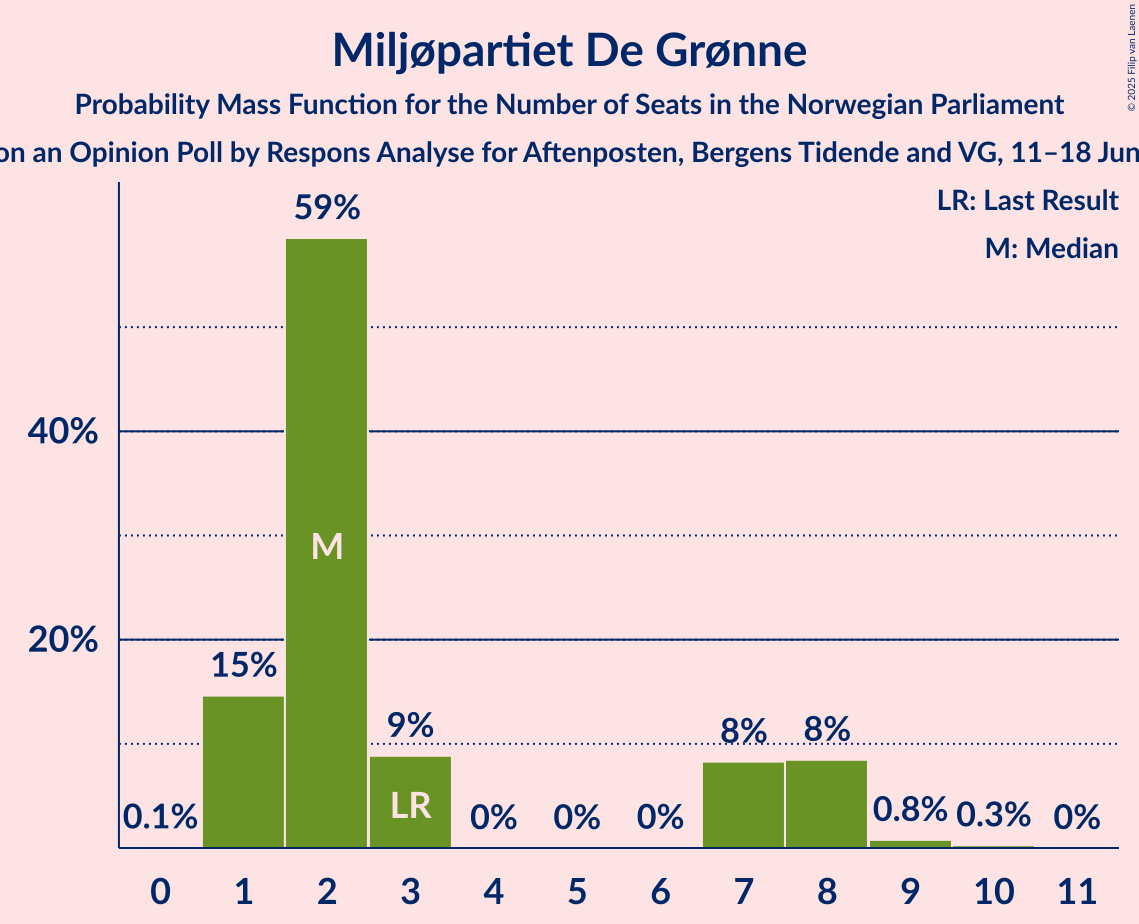 Miljøpartiet De Grønne
Probability Mass Function for the Number of Seats in the Norwegian Parliament
on an Opinion Poll by Respons Analyse for Aftenposten, Bergens Tidende and VG, 11–18 Jun
© 2025 Filip van Laenen
LR: Last Result
M: Median
59%
40%
M
20%
15%
9%
8%
8%
LR
0.1%
0%
0%
0%
0.8%
0.3%
0%
0 1 2 3 4 5 6 7 8 9 10 11